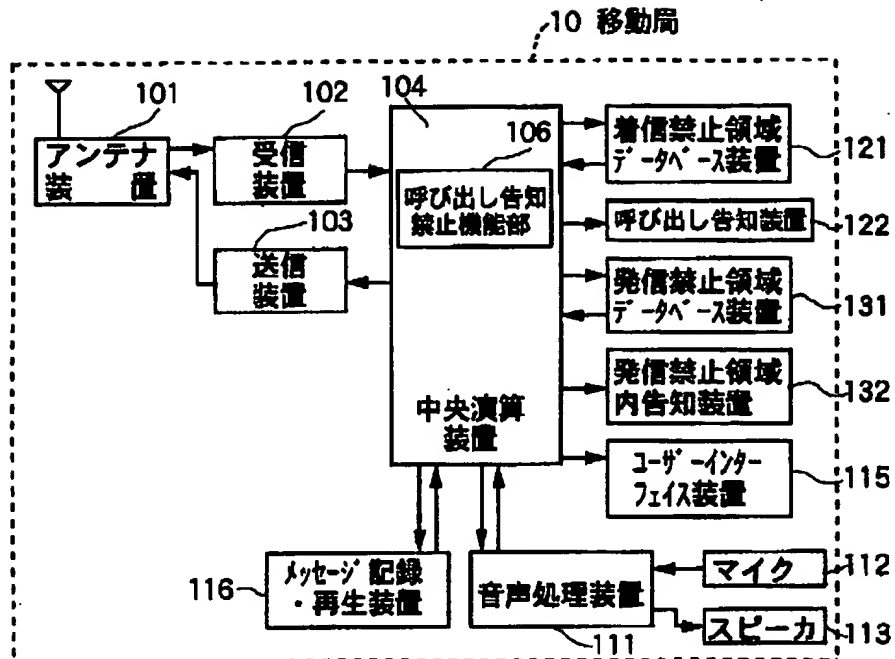 10 移動局
101
アンテナ
装 置
102
受信
装置
103
送信
装置
104
106
呼び出し告知
禁止機能部
中央演算
装置
着信禁止領域
データベース装置
121
呼び出し告知装置
122
発信禁止領域
データベース装置
131
発信禁止領域
内告知装置
132
ユーザーインター
フェイス装置
115
116
メッセージ記録
・再生装置
音声処理装置
111
マイク
112
スピーカ
113